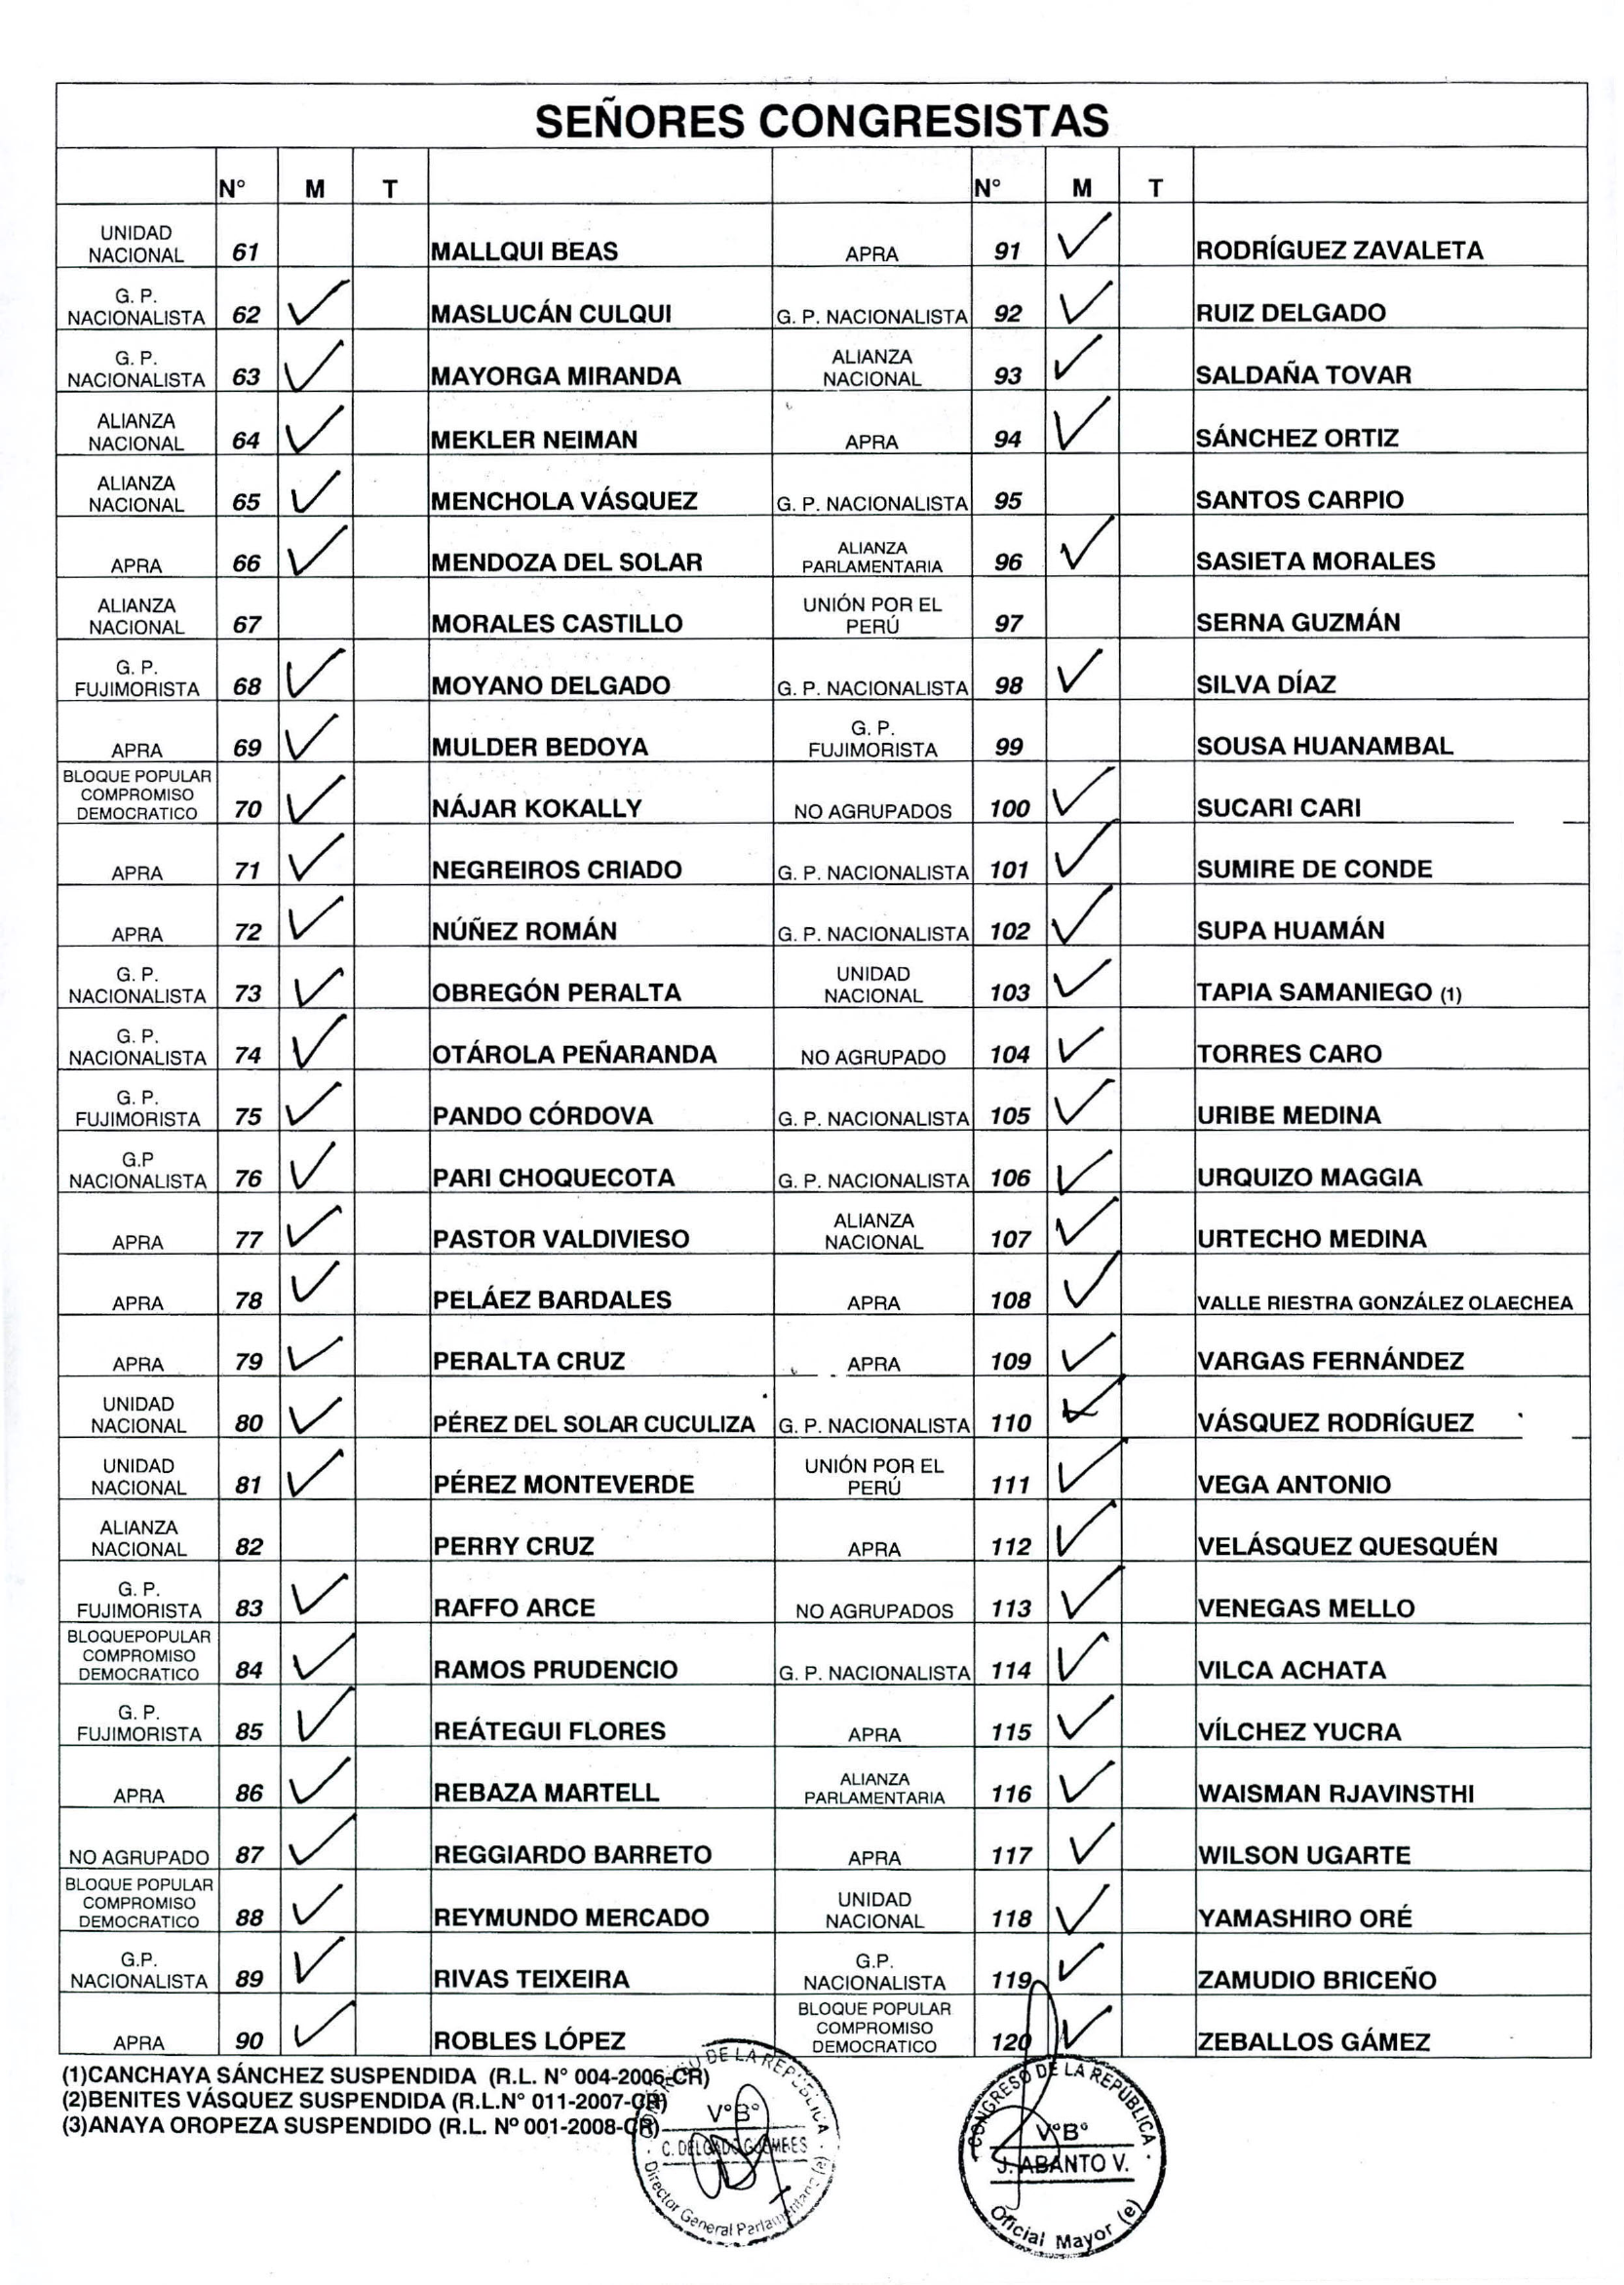 SEÑORES CONGRESISTAS
N° M T N° M T
UNIDAD NACIONAL 61 MALLQUI BEAS APRA 91 ✓ RODRÍGUEZ ZAVALETA
G. P. NACIONALISTA 62 ✓ MASLUCÁN CULQUI G. P. NACIONALISTA 92 ✓ RUIZ DELGADO
G. P. NACIONALISTA 63 ✓ MAYORGA MIRANDA ALIANZA NACIONAL 93 ✓ SALDAÑA TOVAR
ALIANZA NACIONAL 64 ✓ MEKLER NEIMAN APRA 94 ✓ SÁNCHEZ ORTIZ
ALIANZA NACIONAL 65 ✓ MENCHOLA VÁSQUEZ G. P. NACIONALISTA 95 SANTOS CARPIO
APRA 66 ✓ MENDOZA DEL SOLAR ALIANZA PARLAMENTARIA 96 ✓ SASIETA MORALES
ALIANZA NACIONAL 67 MORALES CASTILLO UNIÓN POR EL PERÚ 97 SERNA GUZMÁN
G. P. FUJIMORISTA 68 ✓ MOYANO DELGADO G. P. NACIONALISTA 98 ✓ SILVA DÍAZ
APRA 69 ✓ MULDER BEDOYA G. P. FUJIMORISTA 99 SOUSA HUANAMBAL
BLOQUE POPULAR COMPROMISO DEMOCRATICO 70 ✓ NÁJAR KOKALLY NO AGRUPADOS 100 ✓ SUCARI CARI
APRA 71 ✓ NEGREIROS CRIADO G. P. NACIONALISTA 101 ✓ SUMIRE DE CONDE
APRA 72 ✓ NÚÑEZ ROMÁN G. P. NACIONALISTA 102 ✓ SUPA HUAMÁN
G. P. NACIONALISTA 73 ✓ OBREGÓN PERALTA UNIDAD NACIONAL 103 ✓ TAPIA SAMANIEGO (1)
G. P. NACIONALISTA 74 ✓ OTÁROLA PEÑARANDA NO AGRUPADO 104 ✓ TORRES CARO
G. P. FUJIMORISTA 75 ✓ PANDO CÓRDOVA G. P. NACIONALISTA 105 ✓ URIBE MEDINA
G.P NACIONALISTA 76 ✓ PARI CHOQUECOTA G. P. NACIONALISTA 106 ✓ URQUIZO MAGGIA
APRA 77 ✓ PASTOR VALDIVIESO ALIANZA NACIONAL 107 ✓ URTECHO MEDINA
APRA 78 ✓ PELÁEZ BARDALES APRA 108 ✓ VALLE RIESTRA GONZÁLEZ OLAECHEA
APRA 79 ✓ PERALTA CRUZ APRA 109 ✓ VARGAS FERNÁNDEZ
UNIDAD NACIONAL 80 ✓ PÉREZ DEL SOLAR CUCULIZA G. P. NACIONALISTA 110 ✓ VÁSQUEZ RODRÍGUEZ
UNIDAD NACIONAL 81 ✓ PÉREZ MONTEVERDE UNIÓN POR EL PERÚ 111 ✓ VEGA ANTONIO
ALIANZA NACIONAL 82 PERRY CRUZ APRA 112 ✓ VELÁSQUEZ QUESQUÉN
G. P. FUJIMORISTA 83 ✓ RAFFO ARCE NO AGRUPADOS 113 ✓ VENEGAS MELLO
BLOQUEPOPULAR COMPROMISO DEMOCRATICO 84 ✓ RAMOS PRUDENCIO G. P. NACIONALISTA 114 ✓ VILCA ACHATA
G. P. FUJIMORISTA 85 ✓ REÁTEGUI FLORES APRA 115 ✓ VÍLCHEZ YUCRA
APRA 86 ✓ REBAZA MARTELL ALIANZA PARLAMENTARIA 116 ✓ WAISMAN RJAVINSTHI
NO AGRUPADO 87 ✓ REGGIARDO BARRETO APRA 117 ✓ WILSON UGARTE
BLOQUE POPULAR COMPROMISO DEMOCRATICO 88 ✓ REYMUNDO MERCADO UNIDAD NACIONAL 118 ✓ YAMASHIRO ORÉ
G.P. NACIONALISTA 89 ✓ RIVAS TEIXEIRA G.P. NACIONALISTA 119 ✓ ZAMUDIO BRICEÑO
APRA 90 ✓ ROBLES LÓPEZ BLOQUE POPULAR COMPROMISO DEMOCRATICO 120 ✓ ZEBALLOS GÁMEZ
(1)CANCHAYA SÁNCHEZ SUSPENDIDA (R.L. N° 004-2006-CR)
(2)BENITES VÁSQUEZ SUSPENDIDA (R.L.N° 011-2007-CR)
(3)ANAYA OROPEZA SUSPENDIDO (R.L. Nº 001-2008-CR)
DE LA REPÚBLICA
V°B°
C. DELGADO GUEMBES
Director General Parlamentario (e)
CONGRESO DE LA REPÚBLICA
V°B°
J. ABANTO V.
Oficial Mayor (e)